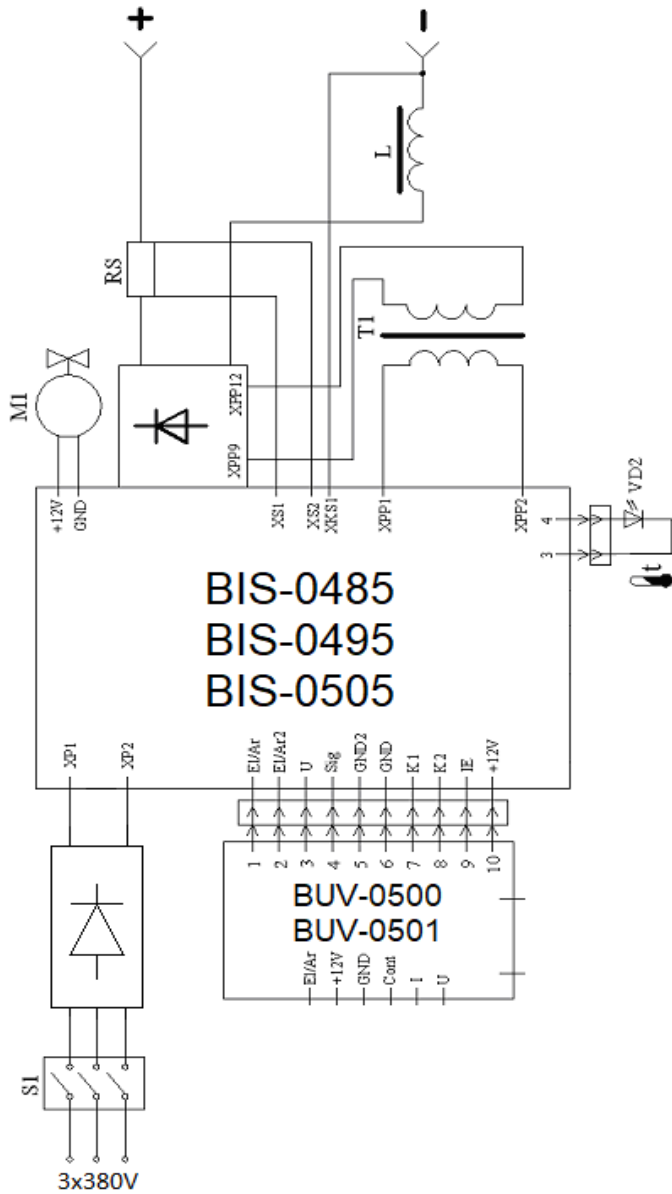 +
-
L
RS
T1
M1
XPP12
XPP9
+12V
GND
XS1
XS2
XKS1
XPP1
XPP2
4
3
VD2
t
BIS-0485
BIS-0495
BIS-0505
XP1
XP2
El/Ar
El/Ar2
U
Sig
GND2
GND
K1
K2
IE
+12V
1
2
3
4
5
6
7
8
9
10
BUV-0500
BUV-0501
El/Ar
+12V
GND
Cont
I
U
S1
3x380V